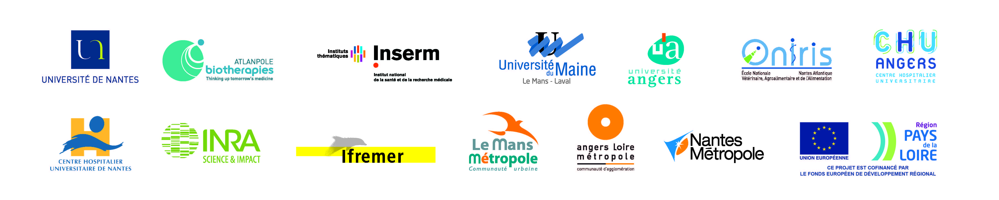 UNIVERSITÉ DE NANTES
ATLANPOLE
biotherapies
Thinking up tomorrow's medicine
Instituts
thématiques
Inserm
Institut national
de la santé et de la recherche médicale
U
Université
du Maine
Le Mans - Laval
ua
université
angers
Oniris
École Nationale Nantes Atlantique
Vétérinaire, Agroalimentaire et de l'Alimentation
CHU
ANGERS
CENTRE HOSPITALIER
UNIVERSITAIRE
H
CENTRE HOSPITALIER
UNIVERSITAIRE DE NANTES
INRA
SCIENCE & IMPACT
Ifremer
Le Mans
Métropole
Communauté urbaine
angers Loire
métropole
communauté d'agglomération
Nantes
Métropole
UNION EUROPÉENNE
Région
PAYS
de la
LOIRE
CE PROJET EST COFINANCÉ PAR
LE FONDS EUROPÉEN DE DÉVELOPPEMENT RÉGIONAL